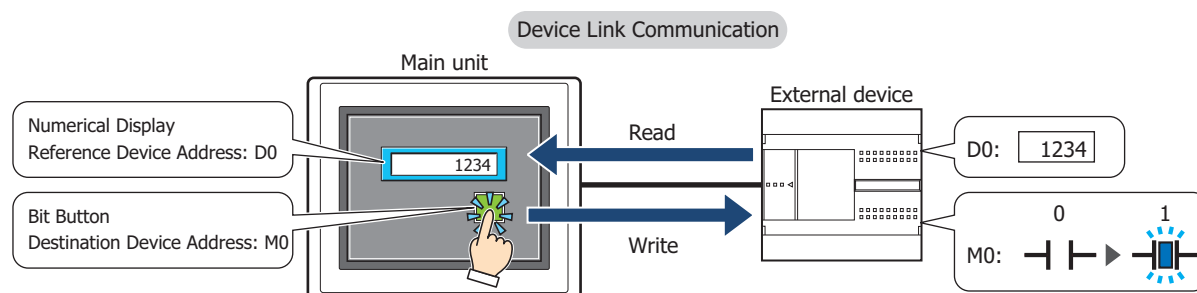 Device Link Communication
Main unit
External device
Numerical Display
Reference Device Address: D0
1234
Read
D0: 1234
Bit Button
Destination Device Address: M0
Write
0 1
M0: